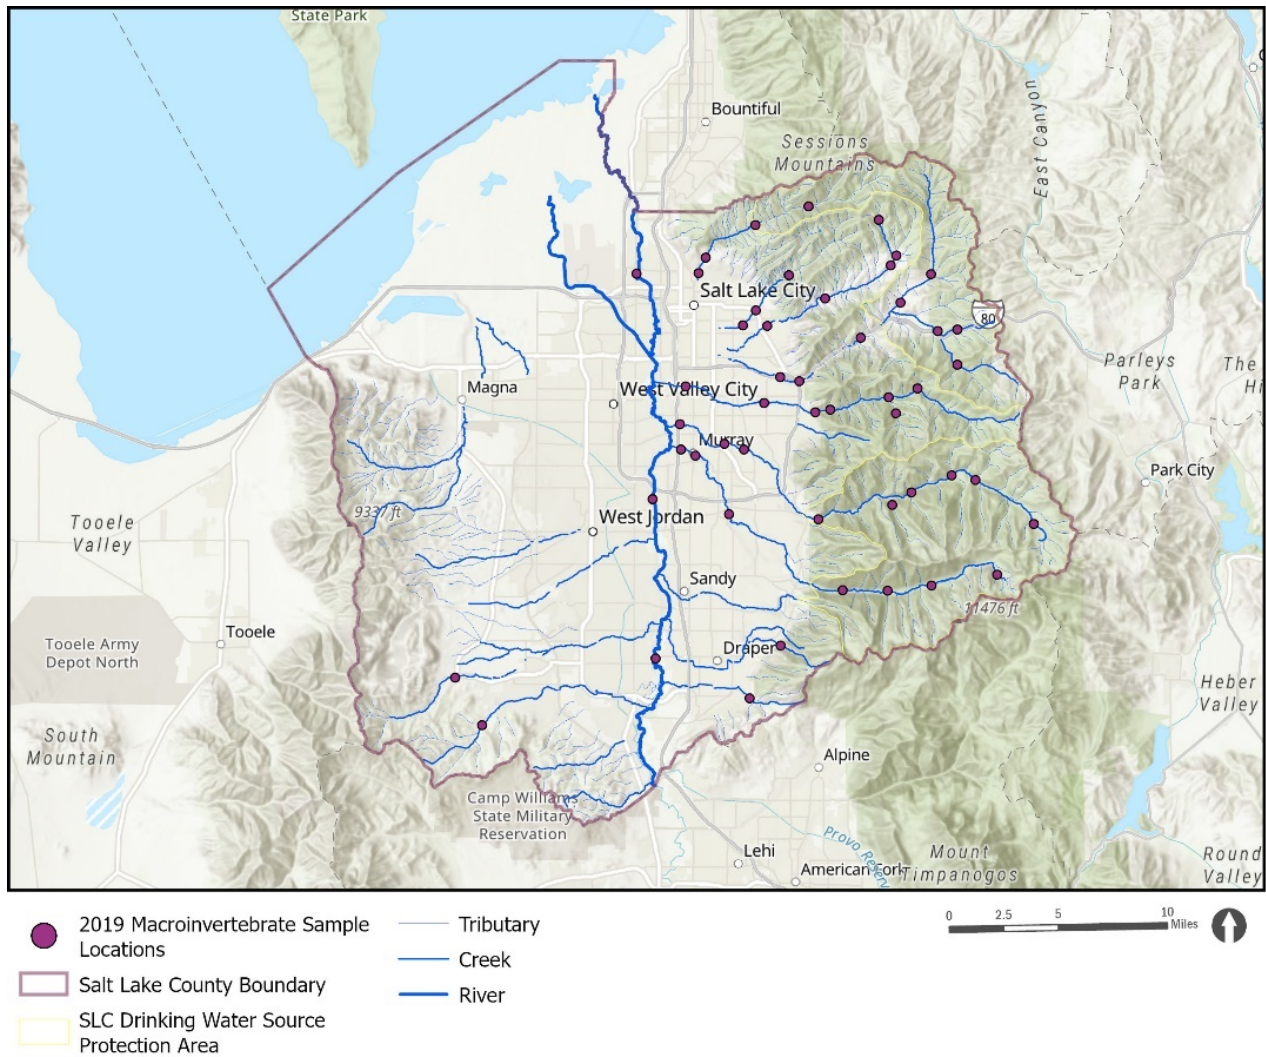 State Park
Bountiful
Sessions
Mountains
East Canyon
Salt Lake City
80
Parleys
Park
The
Hi
Magna
West Valley City
Murray
Park City
9337 ft
Tooele
Valley
West Jordan
Sandy
11476 ft
Tooele
Tooele Army
Depot North
Draper
Heber
Valley
South
Mountain
Alpine
Camp Williams
State Military
Reservation
Provo Reserv
Lehi
Mount
Timpanogos
American Fork
Round
Valley
2019 Macroinvertebrate Sample
Locations
Salt Lake County Boundary
SLC Drinking Water Source
Protection Area
Tributary
Creek
River
0 2.5 5 10
Miles